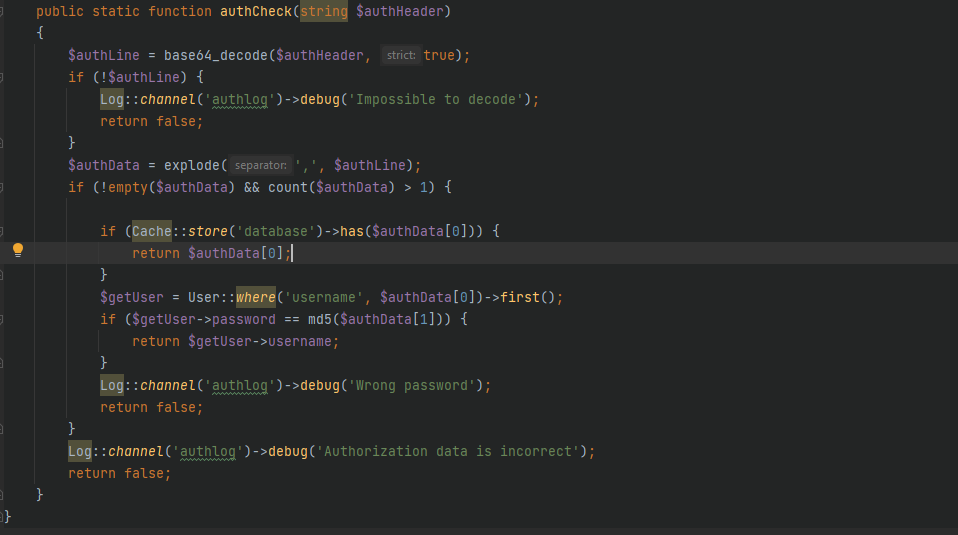 public static function authCheck(string $authHeader)
{
$authLine = base64_decode($authHeader, strict: true);
if (!$authLine) {
Log::channel('authlog')->debug('Impossible to decode');
return false;
}
$authData = explode( separator: ',', $authLine);
if (!empty($authData) && count($authData) > 1) {
if (Cache::store('database')->has($authData[0])) {
return $authData[0];
}
$getUser = User::where('username', $authData[0])->first();
if ($getUser->password == md5($authData[1])) {
return $getUser->username;
}
Log::channel('authlog')->debug('Wrong password');
return false;
}
Log::channel('authlog')->debug('Authorization data is incorrect');
return false;
}
}